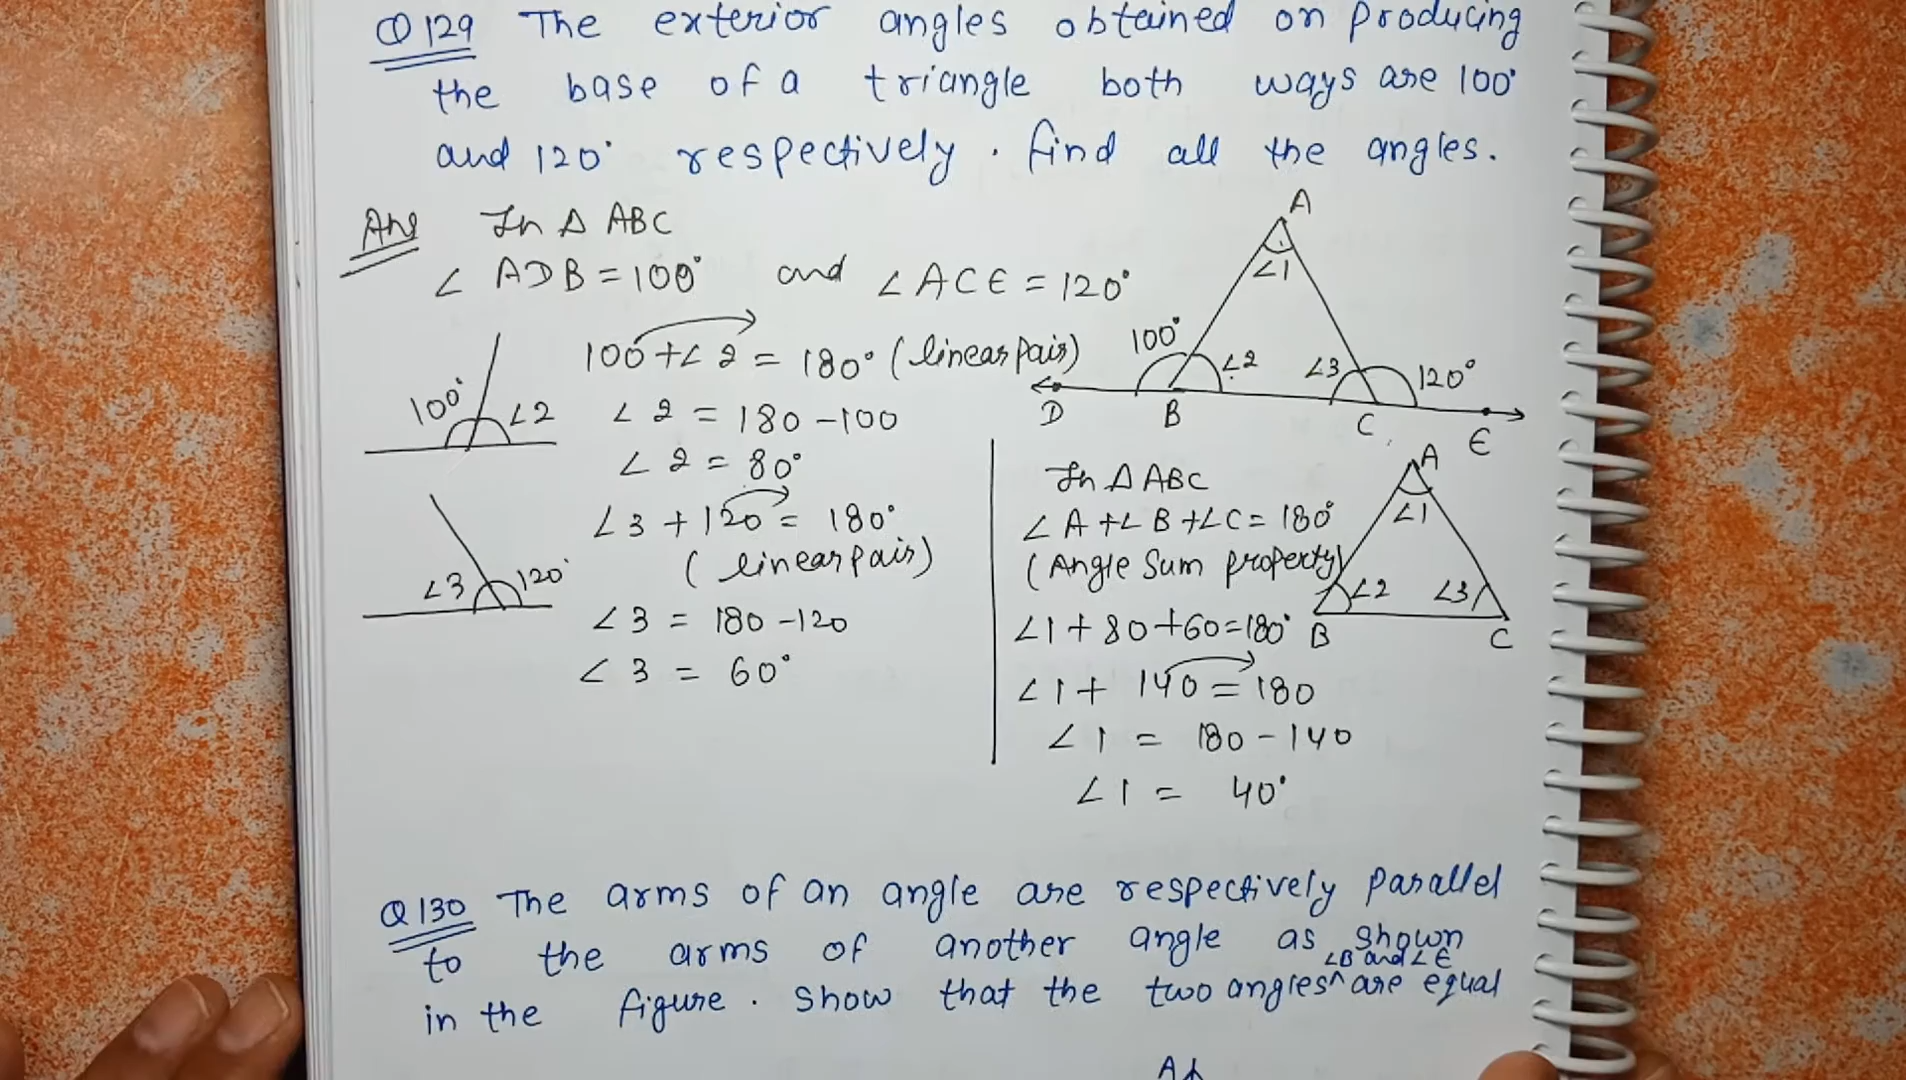 Q129 The exterior angles obtained on producing
the base of a triangle both ways are 100°
and 120° respectively. find all the angles.
Ans In Δ ABC
∠ ADB = 100° and ∠ACE = 120°
100 + ∠2 = 180° (linear pair)
∠2 = 180 - 100
∠2 = 80°
∠3 + 120 = 180°
(linear pair)
∠3 = 180 - 120
∠3 = 60°
100° ∠2
∠3 120°
A
∠1
100° ∠2 ∠3 120°
D B C E
In Δ ABC
∠A + ∠B + ∠C = 180°
(Angle Sum property)
∠1 + 80 + 60 = 180°
∠1 + 140 = 180
∠1 = 180 - 140
∠1 = 40°
A
∠1
∠2 ∠3
B C
Q130 The arms of an angle are respectively parallel
to the arms of another angle as shown
∠B and ∠E
in the figure. Show that the two angles^ are equal
A